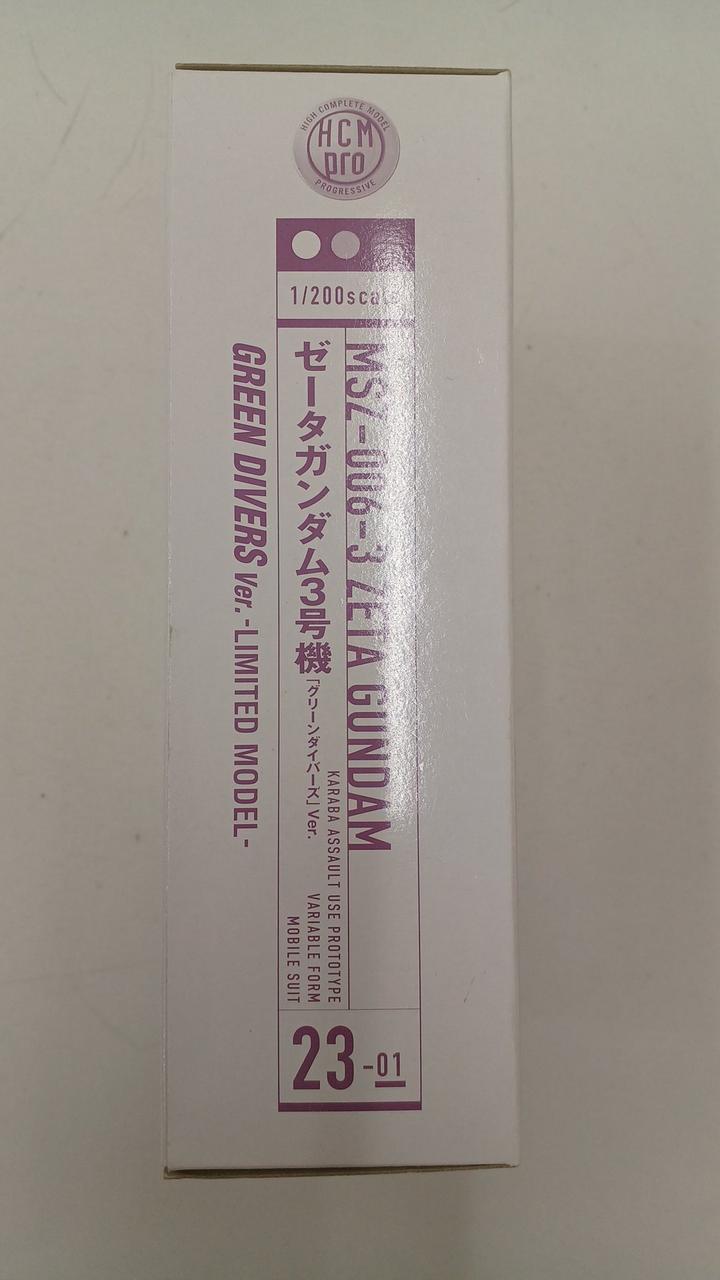 HIGH COMPLETE MODEL
HCM
pro
PROGRESSIVE
1/200scale
MSZ-006-3 ZETA GUNDAM
ゼータガンダム3号機「グリーンダイバーズ」Ver.
KARABA ASSAULT USE PROTOTYPE
VARIABLE FORM
MOBILE SUIT
GREEN DIVERS Ver.-LIMITED MODEL-
23-01